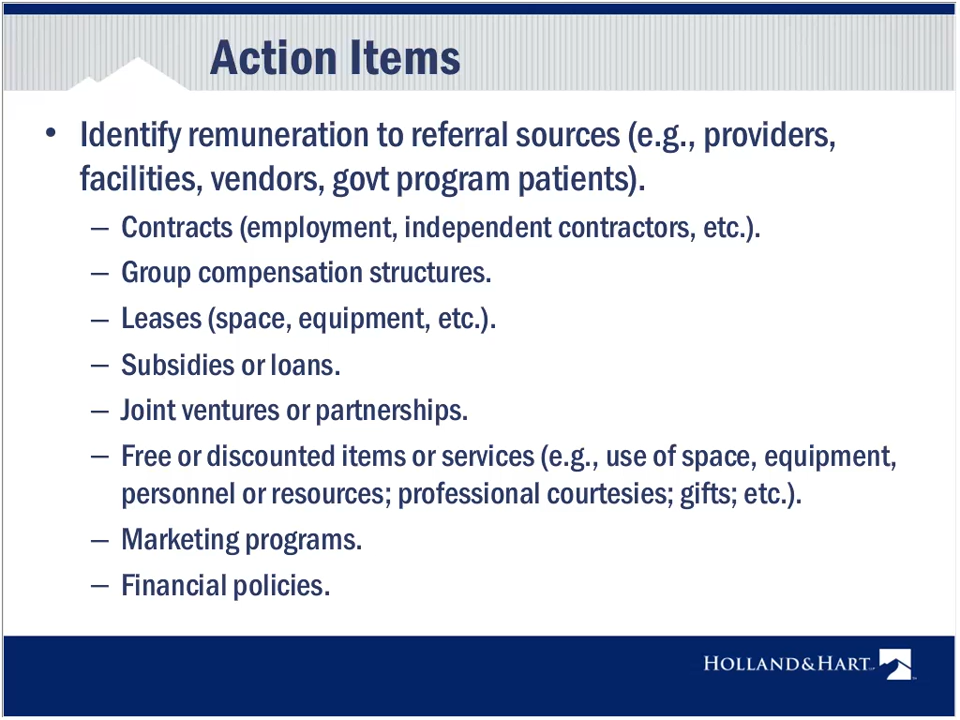 Action Items
• Identify remuneration to referral sources (e.g., providers,
facilities, vendors, govt program patients).
– Contracts (employment, independent contractors, etc.).
– Group compensation structures.
– Leases (space, equipment, etc.).
– Subsidies or loans.
– Joint ventures or partnerships.
– Free or discounted items or services (e.g., use of space, equipment,
personnel or resources; professional courtesies; gifts; etc.).
– Marketing programs.
– Financial policies.
HOLLAND&HART